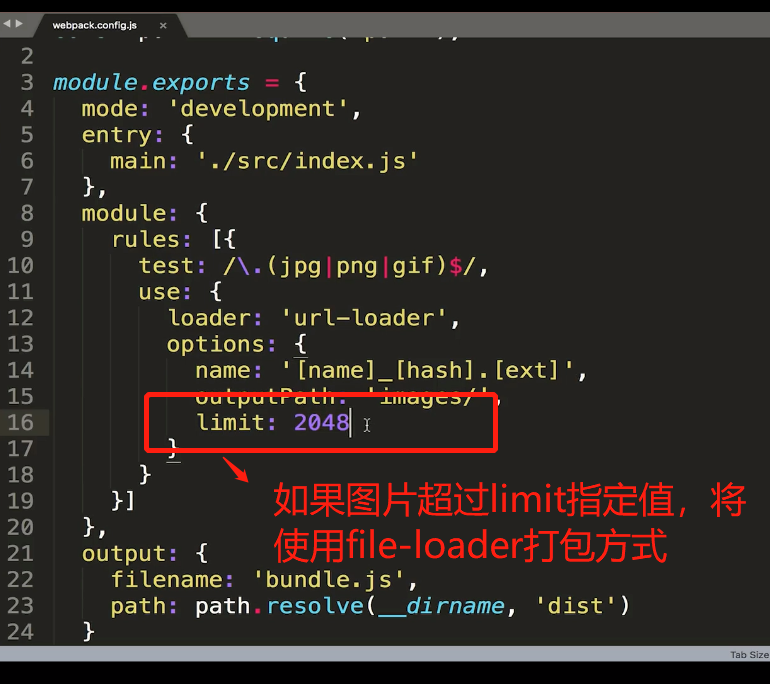 webpack.config.js
2
3 module.exports = {
4 mode: 'development',
5 entry: {
6 main: './src/index.js'
7 },
8 module: {
9 rules: [{
10 test: /\.(jpg|png|gif)$/,
11 use: {
12 loader: 'url-loader',
13 options: {
14 name: '[name]_[hash].[ext]',
15 outputPath: 'images/',
16 limit: 2048
17 }
18 }
19 }]
20 },
21 output: {
22 filename: 'bundle.js',
23 path: path.resolve(__dirname, 'dist')
24 }
如果图片超过limit指定值，将
使用file-loader打包方式
Tab Size